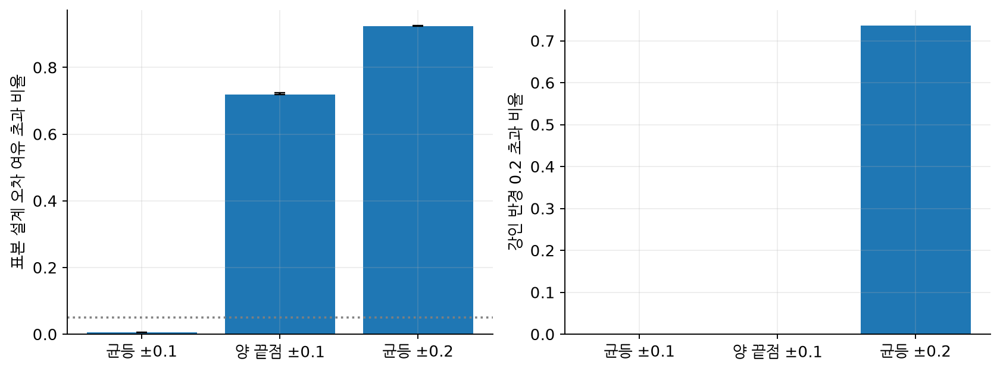 표본 설계 오차 여유 초과 비율
0.8
0.6
0.4
0.2
0.0
균등 ±0.1
양 끝점 ±0.1
균등 ±0.2
강인 반경 0.2 초과 비율
0.7
0.6
0.5
0.4
0.3
0.2
0.1
0.0
균등 ±0.1
양 끝점 ±0.1
균등 ±0.2